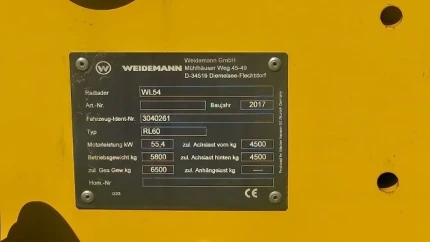 Weidemann GmbH
WEIDEMANN Mühlhäuser Weg 45-49
D-34519 Diemelsee-Flechtdorf
Radlader WL54
Art.-Nr. Baujahr 2017
Fahrzeug-Ident-Nr. 3040261
Typ RL60
Motorleistung kW 55,4 zul. Achslast vorn kg 4500
Betriebsgewicht kg 5800 zul. Achslast hinten kg 4500
zul. Ges Gew.kg 6500 zul. Anhängelast kg —
Hom.-Nr
CE